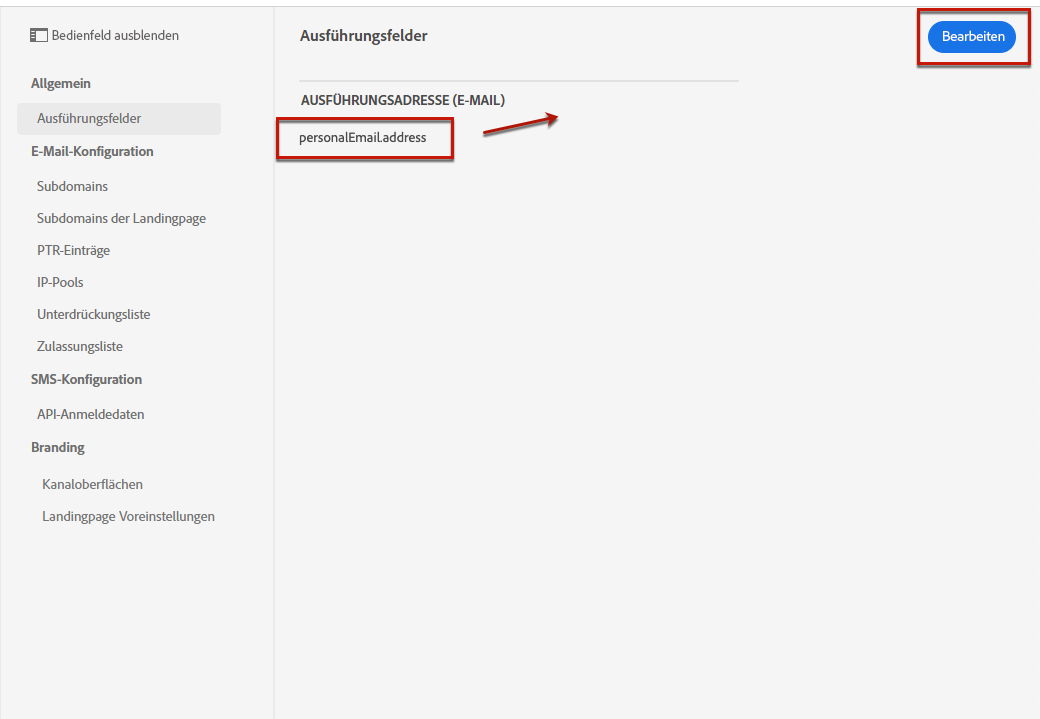 Bedienfeld ausblenden
Allgemein
Ausführungsfelder
E-Mail-Konfiguration
Subdomains
Subdomains der Landingpage
PTR-Einträge
IP-Pools
Unterdrückungsliste
Zulassungsliste
SMS-Konfiguration
API-Anmeldedaten
Branding
Kanaloberflächen
Landingpage Voreinstellungen
Ausführungsfelder
Bearbeiten
AUSFÜHRUNGSADRESSE (E-MAIL)
personalEmail.address